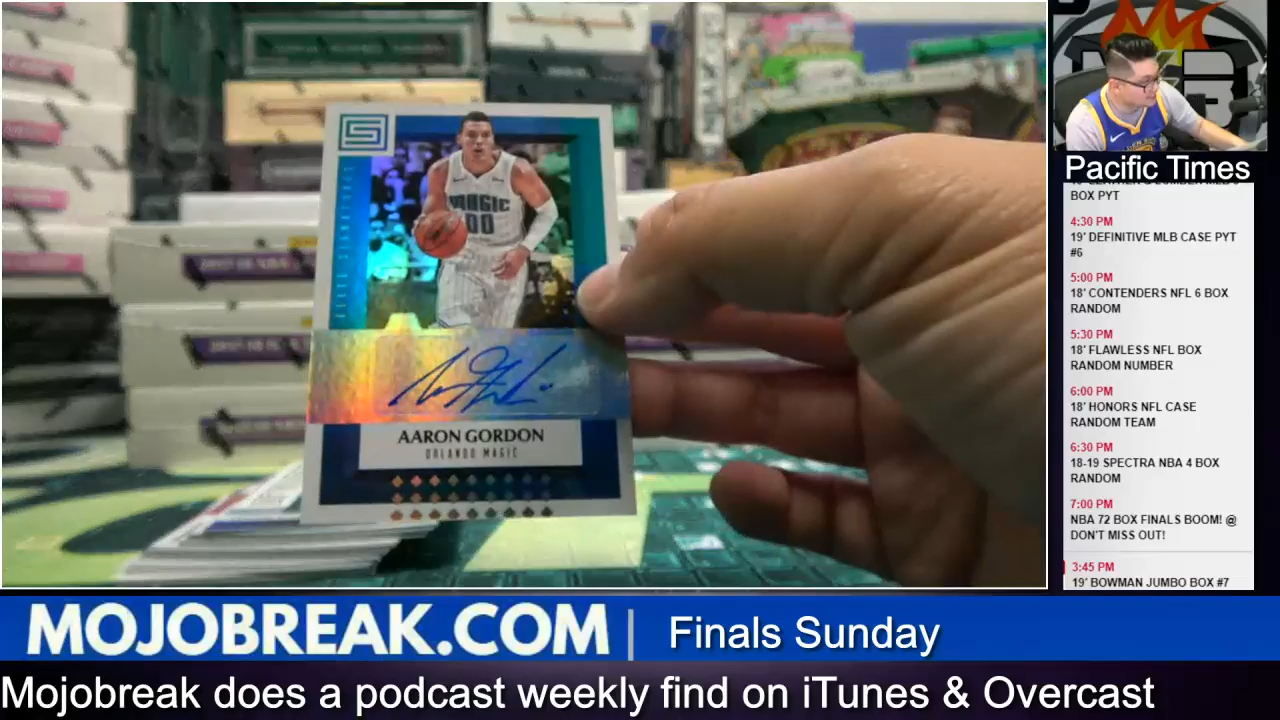 MAGIC
00
AARON GORDON
ORLANDO MAGIC
Pacific Times
BOX PYT
4:30 PM
19' DEFINITIVE MLB CASE PYT
#6
5:00 PM
18' CONTENDERS NFL 6 BOX
RANDOM
5:30 PM
18' FLAWLESS NFL BOX
RANDOM NUMBER
6:00 PM
18' HONORS NFL CASE
RANDOM TEAM
6:30 PM
18-19 SPECTRA NBA 4 BOX
RANDOM
7:00 PM
NBA 72 BOX FINALS BOOM! @
DON'T MISS OUT!
3:45 PM
19' BOWMAN JUMBO BOX #7
MOJOBREAK.COM | Finals Sunday
Mojobreak does a podcast weekly find on iTunes & Overcast